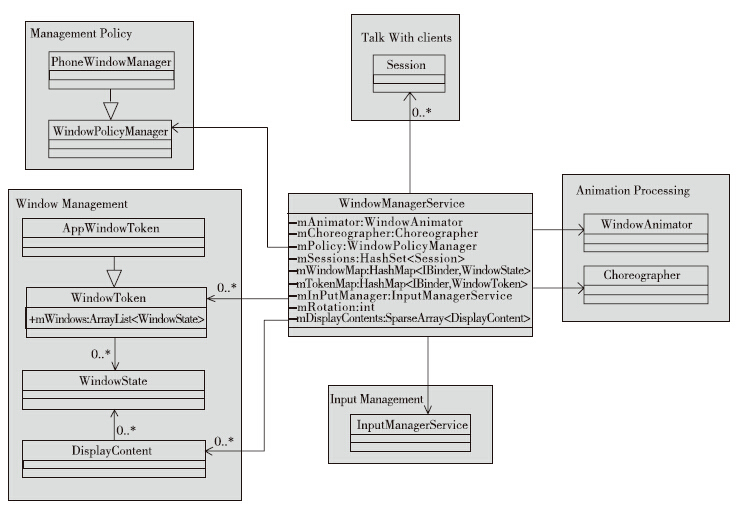 Management Policy
PhoneWindowManager
WindowPolicyManager
Talk With clients
Session
0..*
Window Management
AppWindowToken
WindowToken
+mWindows:ArrayList<WindowState>
0..*
WindowState
0..*
DisplayContent
0..*
0..*
WindowManagerService
mAnimator:WindowAnimator
mChoreographer:Choreographer
mPolicy:WindowPolicyManager
mSessions:HashSet<Session>
mWindowMap:HashMap<IBinder,WindowState>
mTokenMap:HashMap<IBinder,WindowToken>
mInPutManager:InputManagerService
mRotation:int
mDisplayContents:SparseArray<DisplayContent>
Animation Processing
WindowAnimator
Choreographer
Input Management
InputManagerService